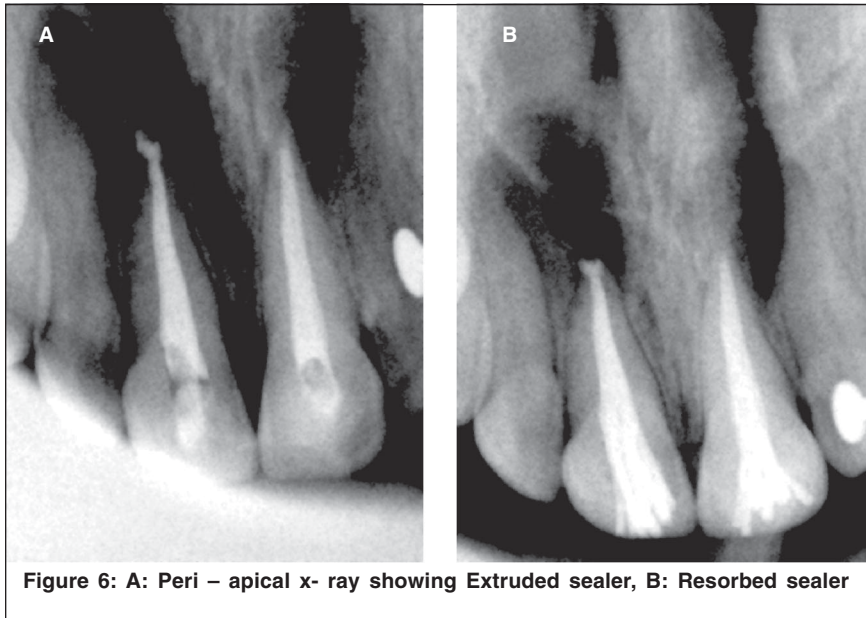 A
B
Figure 6: A: Peri – apical x- ray showing Extruded sealer, B: Resorbed sealer